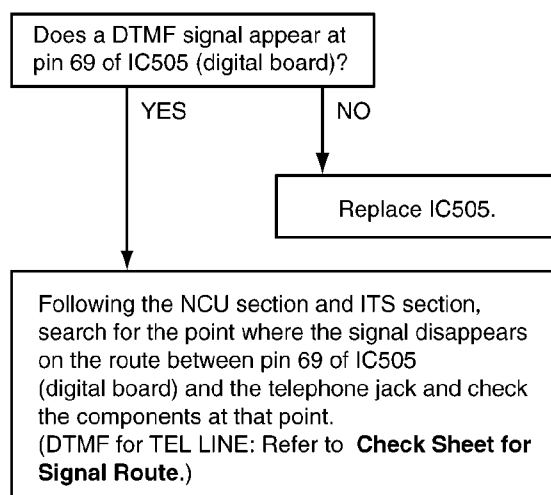 Does a DTMF signal appear at
pin 69 of IC505 (digital board)?
YES
NO
Replace IC505.
Following the NCU section and ITS section,
search for the point where the signal disappears
on the route between pin 69 of IC505
(digital board) and the telephone jack and check
the components at that point.
(DTMF for TEL LINE: Refer to Check Sheet for
Signal Route.)